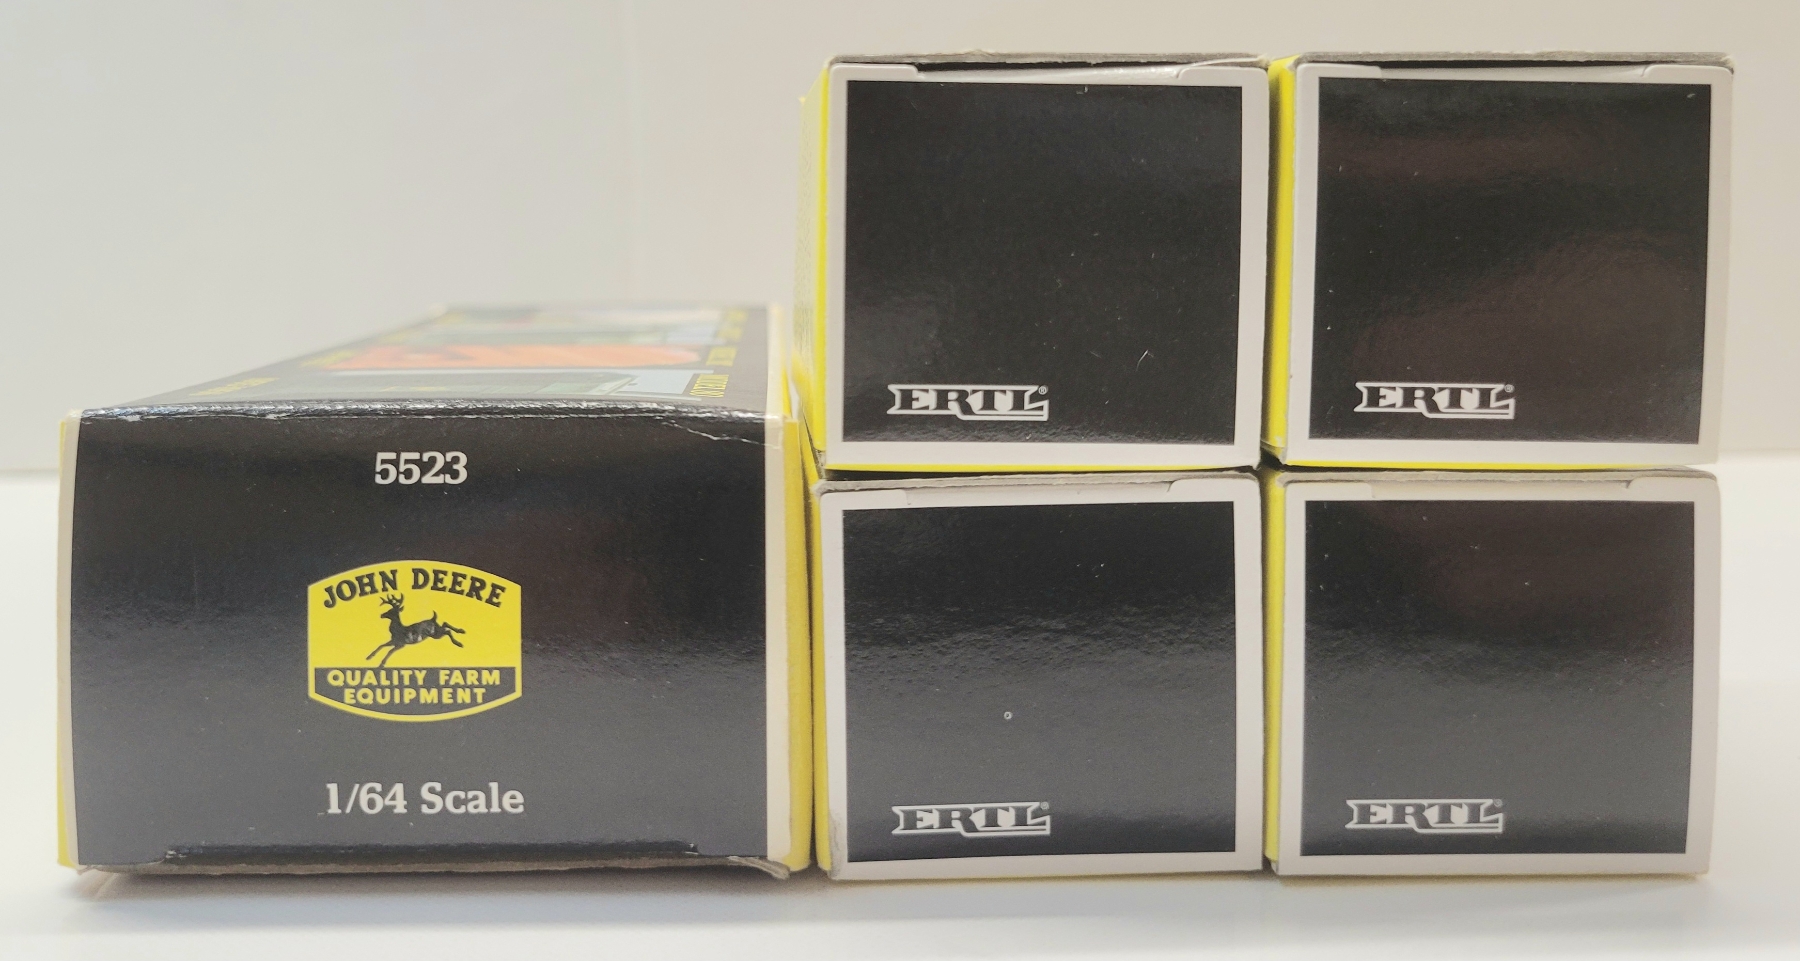 5523
JOHN DEERE
QUALITY FARM
EQUIPMENT
1/64 Scale
ERTL®
ERTL®
ERTL®
ERTL®